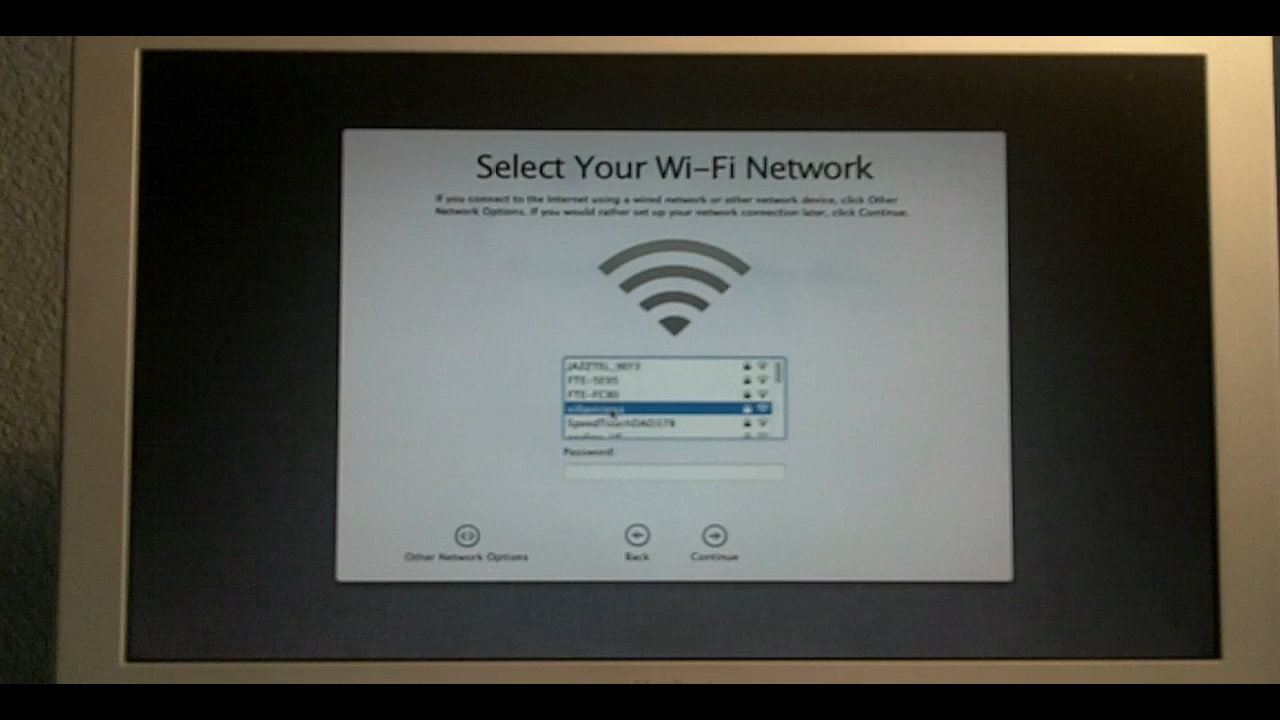 Select Your Wi-Fi Network
If you connect to the Internet using a wired network or other network device, click Other
Network Options. If you would rather set up your network connection later, click Continue.
FTE-5E95
Password:
Other Network Options
Back
Continue